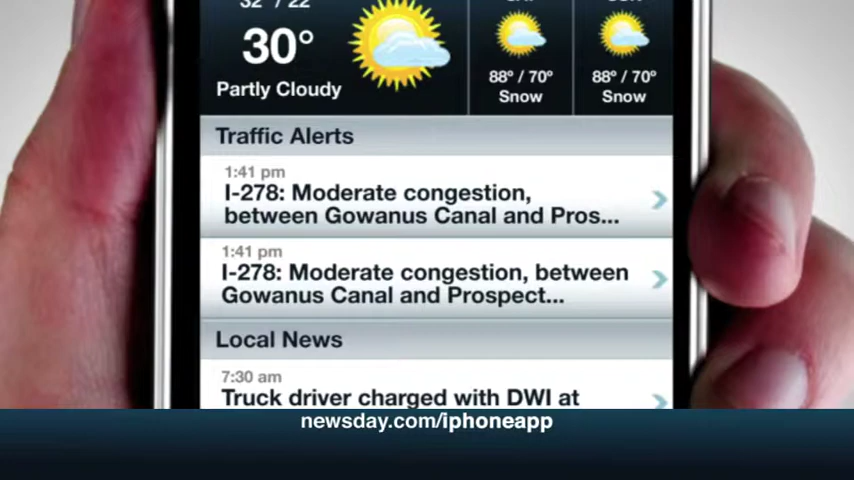 32° / 22°
30°
Partly Cloudy
88° / 70°
Snow
88° / 70°
Snow
Traffic Alerts
1:41 pm
I-278: Moderate congestion,
between Gowanus Canal and Pros...
1:41 pm
I-278: Moderate congestion, between
Gowanus Canal and Prospect...
Local News
7:30 am
Truck driver charged with DWI at
newsday.com/iphoneapp